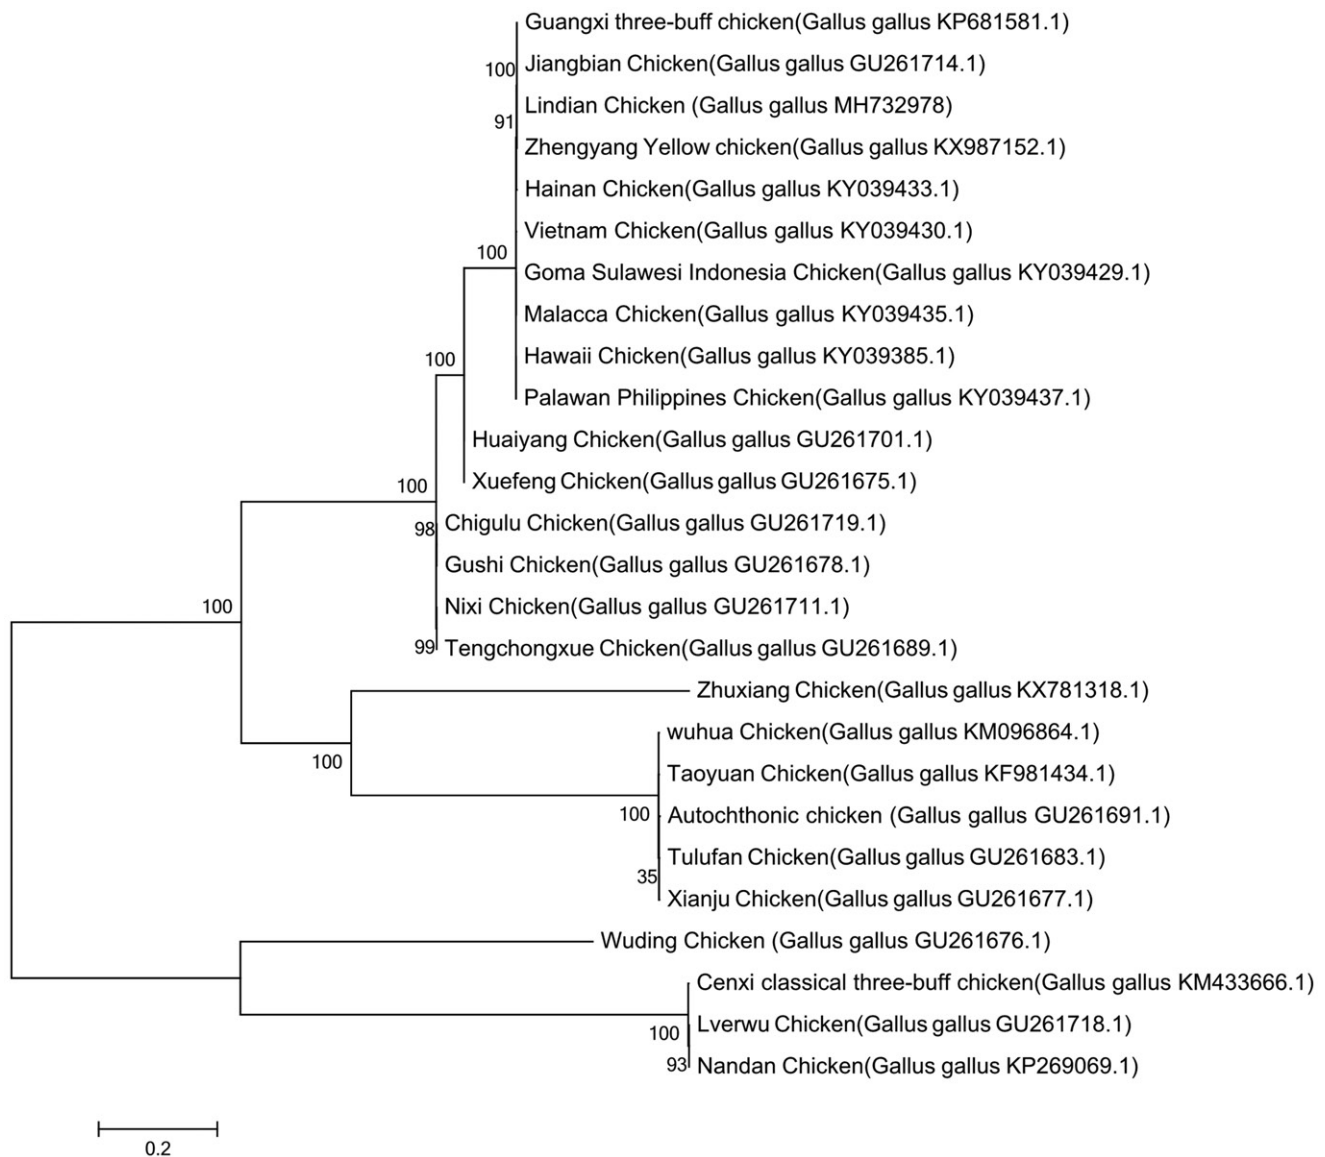 Guangxi three-buff chicken(Gallus gallus KP681581.1)
100
Jiangbian Chicken(Gallus gallus GU261714.1)
Lindian Chicken (Gallus gallus MH732978)
91
Zhengyang Yellow chicken(Gallus gallus KX987152.1)
Hainan Chicken(Gallus gallus KY039433.1)
Vietnam Chicken(Gallus gallus KY039430.1)
100
Goma Sulawesi Indonesia Chicken(Gallus gallus KY039429.1)
Malacca Chicken(Gallus gallus KY039435.1)
100
Hawaii Chicken(Gallus gallus KY039385.1)
Palawan Philippines Chicken(Gallus gallus KY039437.1)
Huaiyang Chicken(Gallus gallus GU261701.1)
100
Xuefeng Chicken(Gallus gallus GU261675.1)
98
Chigulu Chicken(Gallus gallus GU261719.1)
Gushi Chicken(Gallus gallus GU261678.1)
100
Nixi Chicken(Gallus gallus GU261711.1)
99
Tengchongxue Chicken(Gallus gallus GU261689.1)
Zhuxiang Chicken(Gallus gallus KX781318.1)
wuhua Chicken(Gallus gallus KM096864.1)
100
Taoyuan Chicken(Gallus gallus KF981434.1)
100
Autochthonic chicken (Gallus gallus GU261691.1)
Tulufan Chicken(Gallus gallus GU261683.1)
35
Xianju Chicken(Gallus gallus GU261677.1)
Wuding Chicken (Gallus gallus GU261676.1)
Cenxi classical three-buff chicken(Gallus gallus KM433666.1)
100
Lverwu Chicken(Gallus gallus GU261718.1)
93
Nandan Chicken(Gallus gallus KP269069.1)
0.2